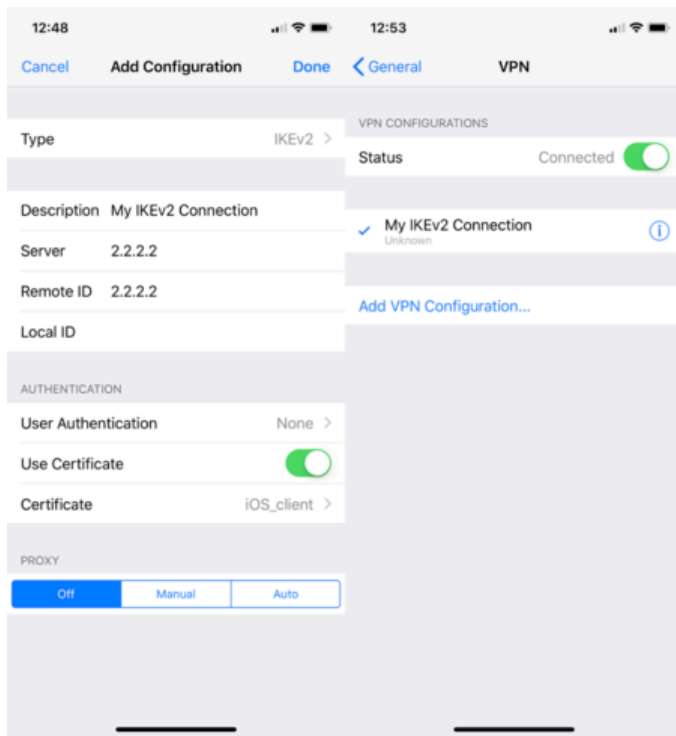 12:48
Cancel Add Configuration Done
Type IKEv2
Description My IKEv2 Connection
Server 2.2.2.2
Remote ID 2.2.2.2
Local ID
AUTHENTICATION
User Authentication None
Use Certificate
Certificate iOS_client
PROXY
Off Manual Auto
12:53
General VPN
VPN CONFIGURATIONS
Status Connected
My IKEv2 Connection
Unknown
Add VPN Configuration...